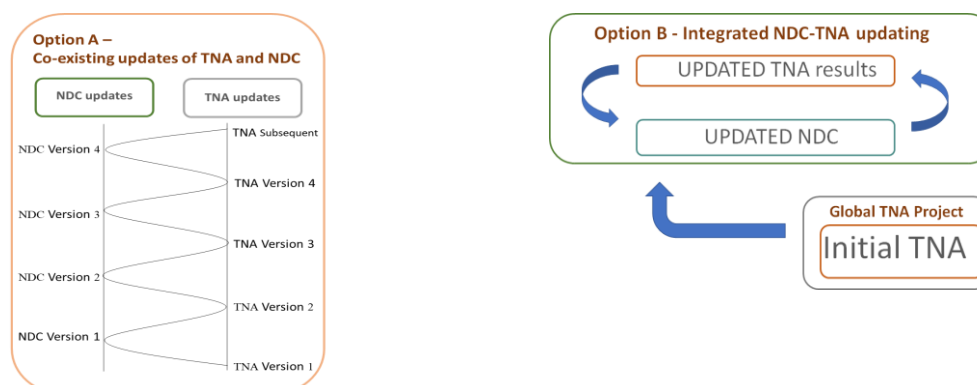 Option A –
Co-existing updates of TNA and NDC
NDC updates
TNA updates
TNA Subsequent
NDC Version 4
TNA Version 4
NDC Version 3
TNA Version 3
NDC Version 2
TNA Version 2
NDC Version 1
TNA Version 1
Option B - Integrated NDC-TNA updating
UPDATED TNA results
UPDATED NDC
Global TNA Project
Initial TNA